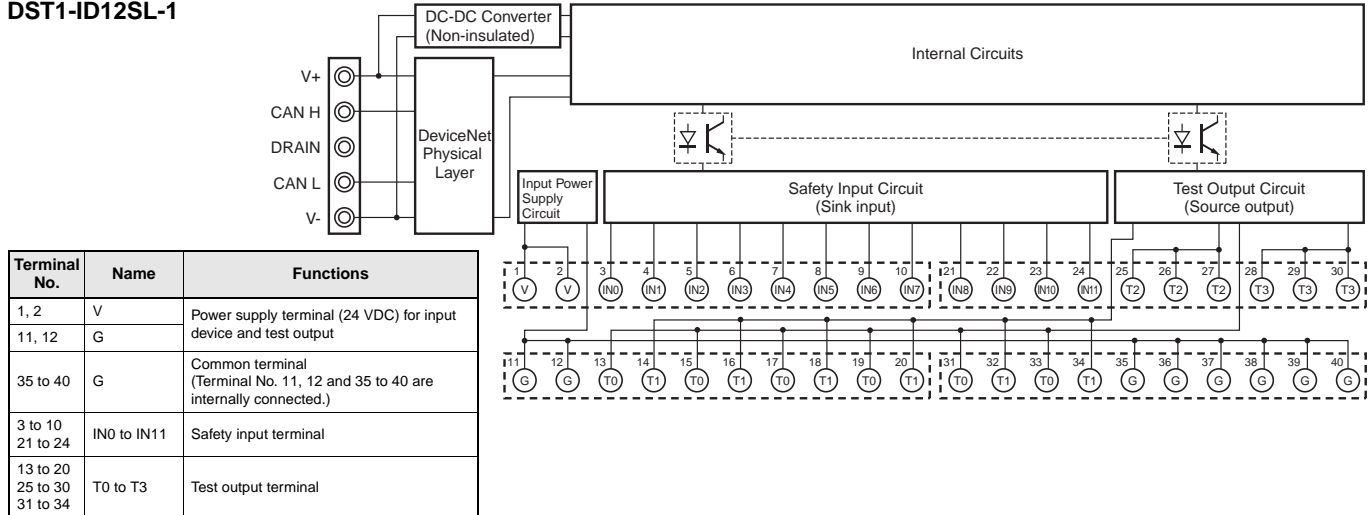 DST1-ID12SL-1
DC-DC Converter
(Non-insulated)
Internal Circuits
V+
CAN H
DRAIN
CAN L
V-
DeviceNet
Physical
Layer
Input Power
Supply
Circuit
Safety Input Circuit
(Sink input)
Test Output Circuit
(Source output)
1 2 3 4 5 6 7 8 9 10 21 22 23 24 25 26 27 28 29 30
V V IN0 IN1 IN2 IN3 IN4 IN5 IN6 IN7 IN8 IN9 IN10 IN11 T2 T2 T2 T3 T3 T3
11 12 13 14 15 16 17 18 19 20 31 32 33 34 35 36 37 38 39 40
G G T0 T1 T0 T1 T0 T1 T0 T1 T0 T1 T0 T1 G G G G G G
Terminal No. Name Functions
1, 2 V Power supply terminal (24 VDC) for input
11, 12 G device and test output
35 to 40 G Common terminal
(Terminal No. 11, 12 and 35 to 40 are
internally connected.)
3 to 10
21 to 24 IN0 to IN11 Safety input terminal
13 to 20
25 to 30 T0 to T3 Test output terminal
31 to 34